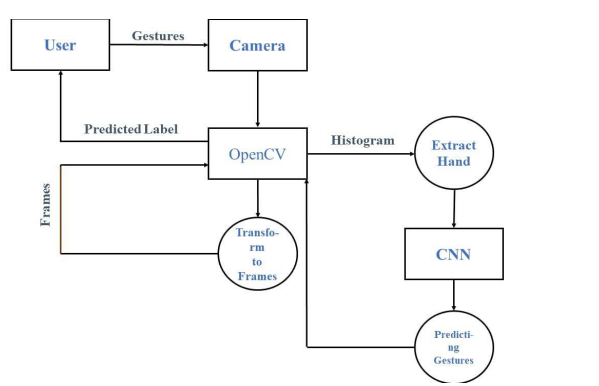 User
Gestures
Camera
Predicted Label
OpenCV
Histogram
Extract
Hand
Frames
Transfo-
rm
to
Frames
CNN
Predicti-
ng
Gestures